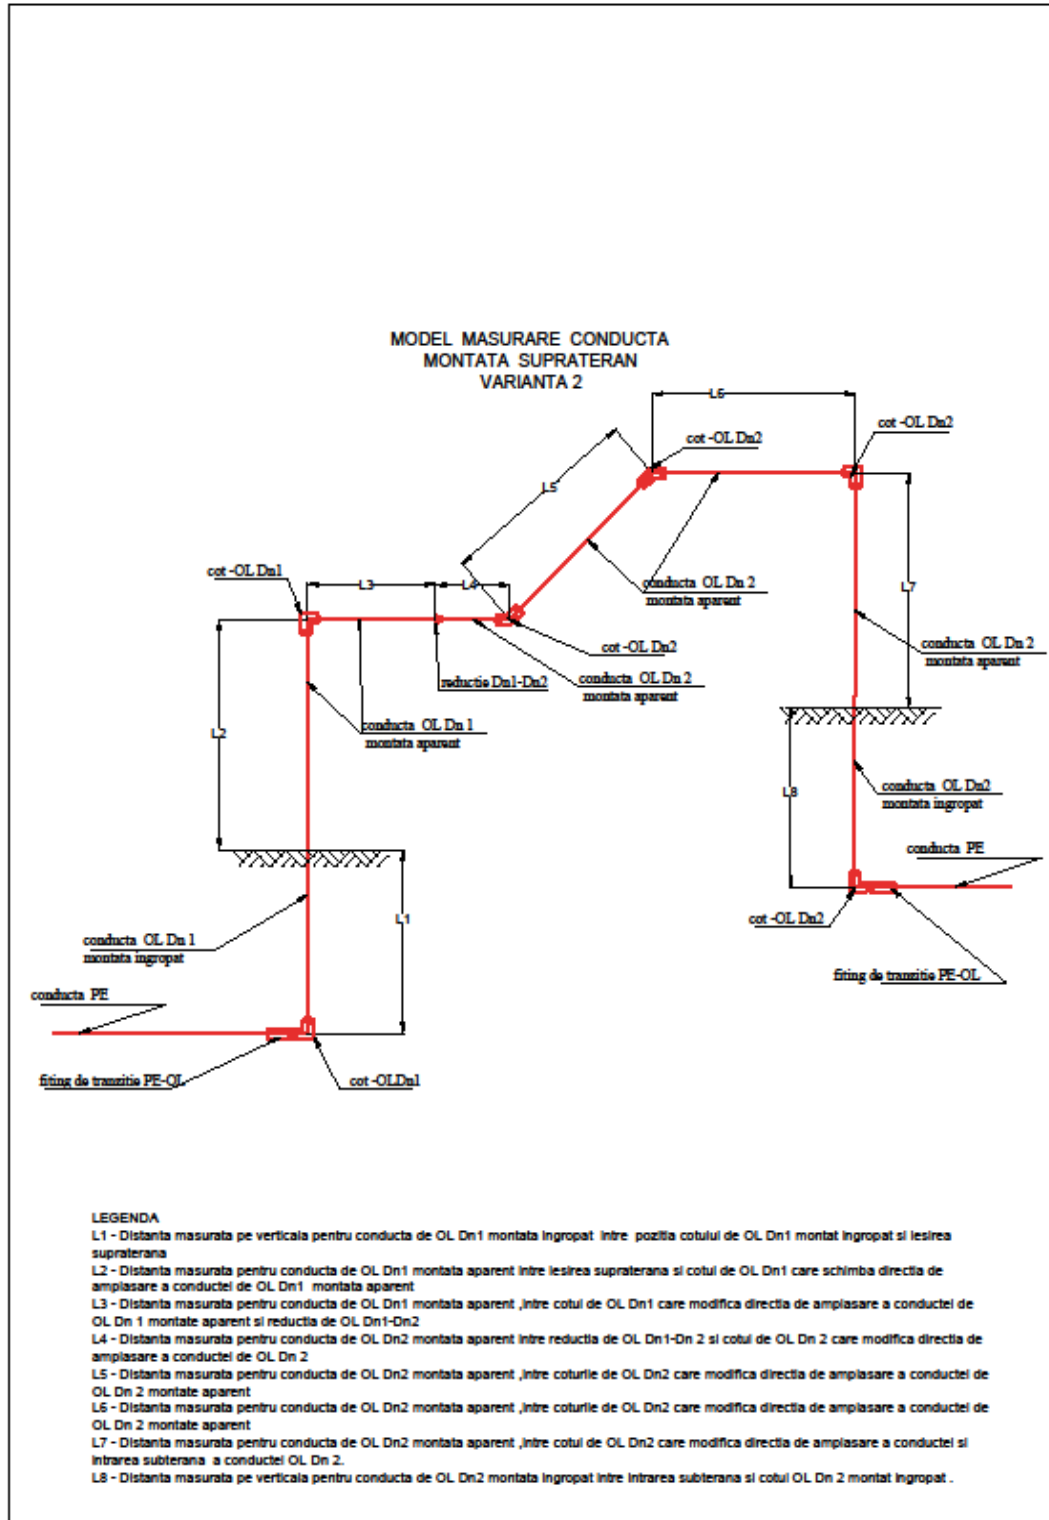 MODEL MASURARE CONDUCTA
MONTATA SUPRATERAN
VARIANTA 2
L6
cot -OL Dn2
cot -OL Dn2
L5
cot -OL Dn1
L3
L4
conducta OL Dn 2
montata aparent
L7
cot -OL Dn2
conducta OL Dn 2
montata aparent
reductie Dn1-Dn2
conducta OL Dn 2
montata aparent
conducta OL Dn 1
montata aparent
L2
L8
conducta OL Dn2
montata ingropat
conducta PE
L1
cot -OL Dn2
conducta OL Dn 1
montata ingropat
fiting de tranzitie PE-OL
conducta PE
fiting de tranzitie PE-OL
cot -OLDn1
LEGENDA
L1 - Distanta masurata pe verticala pentru conducta de OL Dn1 montata ingropat intre pozitia cotului de OL Dn1 montat ingropat si iesirea
supraterana
L2 - Distanta masurata pentru conducta de OL Dn1 montata aparent intre iesirea supraterana si cotul de OL Dn1 care schimba directia de
amplasare a conductei de OL Dn1 montata aparent
L3 - Distanta masurata pentru conducta de OL Dn1 montata aparent ,intre cotul de OL Dn1 care modifica directia de amplasare a conductei de
OL Dn 1 montate aparent si reductia de OL Dn1-Dn2
L4 - Distanta masurata pentru conducta de OL Dn2 montata aparent intre reductia de OL Dn1-Dn 2 si cotul de OL Dn 2 care modifica directia de
amplasare a conductei de OL Dn 2
L5 - Distanta masurata pentru conducta de OL Dn2 montata aparent ,intre coturile de OL Dn2 care modifica directia de amplasare a conductei de
OL Dn 2 montate aparent
L6 - Distanta masurata pentru conducta de OL Dn2 montata aparent ,intre coturile de OL Dn2 care modifica directia de amplasare a conductei de
OL Dn 2 montate aparent
L7 - Distanta masurata pentru conducta de OL Dn2 montata aparent ,intre cotul de OL Dn2 care modifica directia de amplasare a conductei si
intrarea subterana a conductei OL Dn 2.
L8 - Distanta masurata pe verticala pentru conducta de OL Dn2 montata ingropat intre intrarea subterana si cotul OL Dn 2 montat ingropat .